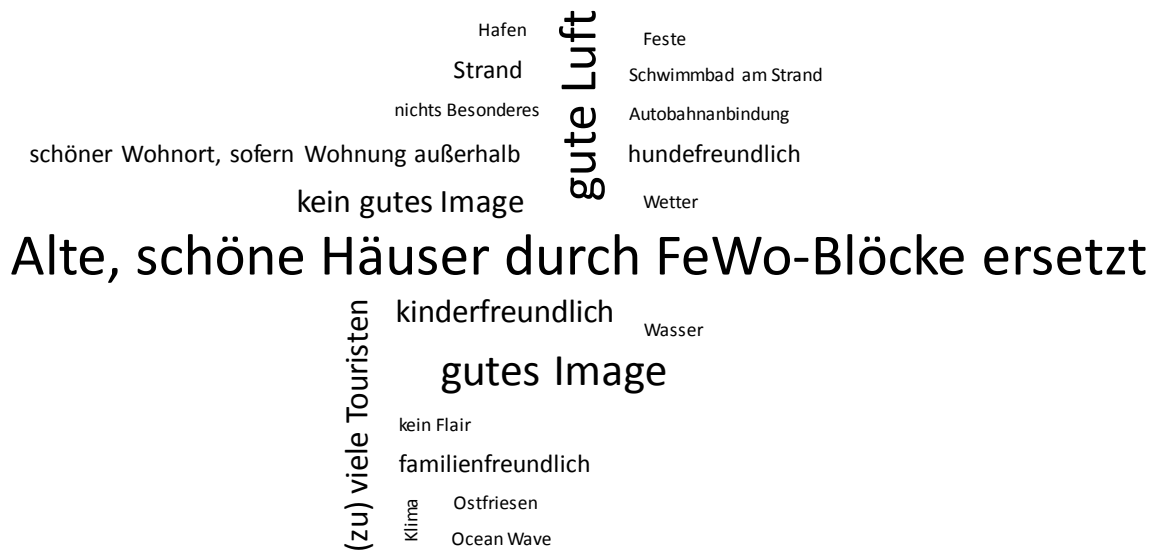 Hafen
gute Luft
Feste
Strand
Schwimmbad am Strand
nichts Besonderes
Autobahnanbindung
schöner Wohnort, sofern Wohnung außerhalb
hundefreundlich
kein gutes Image
Wetter
Alte, schöne Häuser durch FeWo-Blöcke ersetzt
(zu) viele Touristen
kinderfreundlich
Wasser
gutes Image
kein Flair
familienfreundlich
Klima
Ostfriesen
Ocean Wave